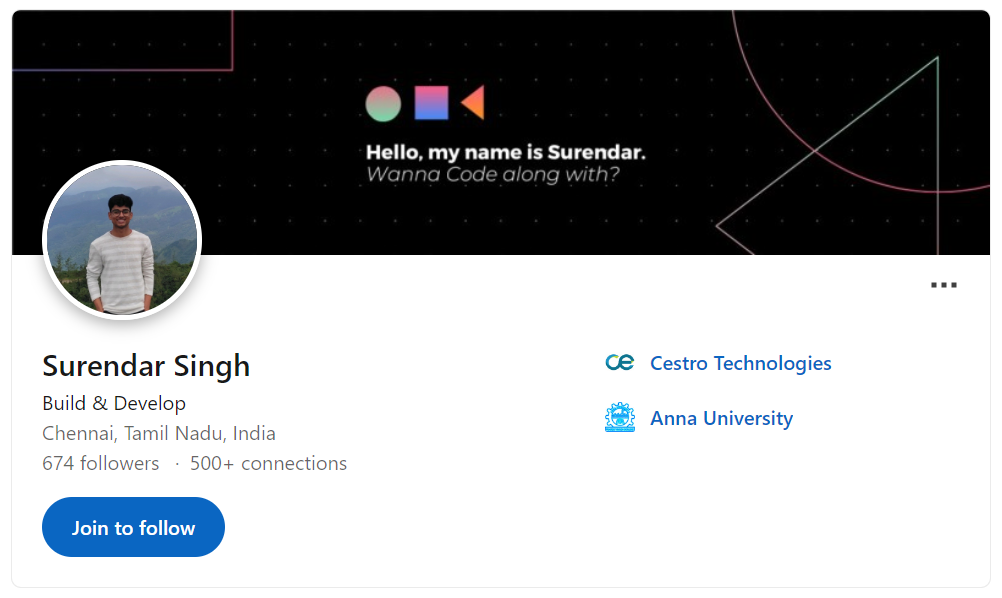 Hello, my name is Surendar.
Wanna Code along with?
Surendar Singh
Build & Develop
Chennai, Tamil Nadu, India
674 followers · 500+ connections
Join to follow
Cestro Technologies
Anna University